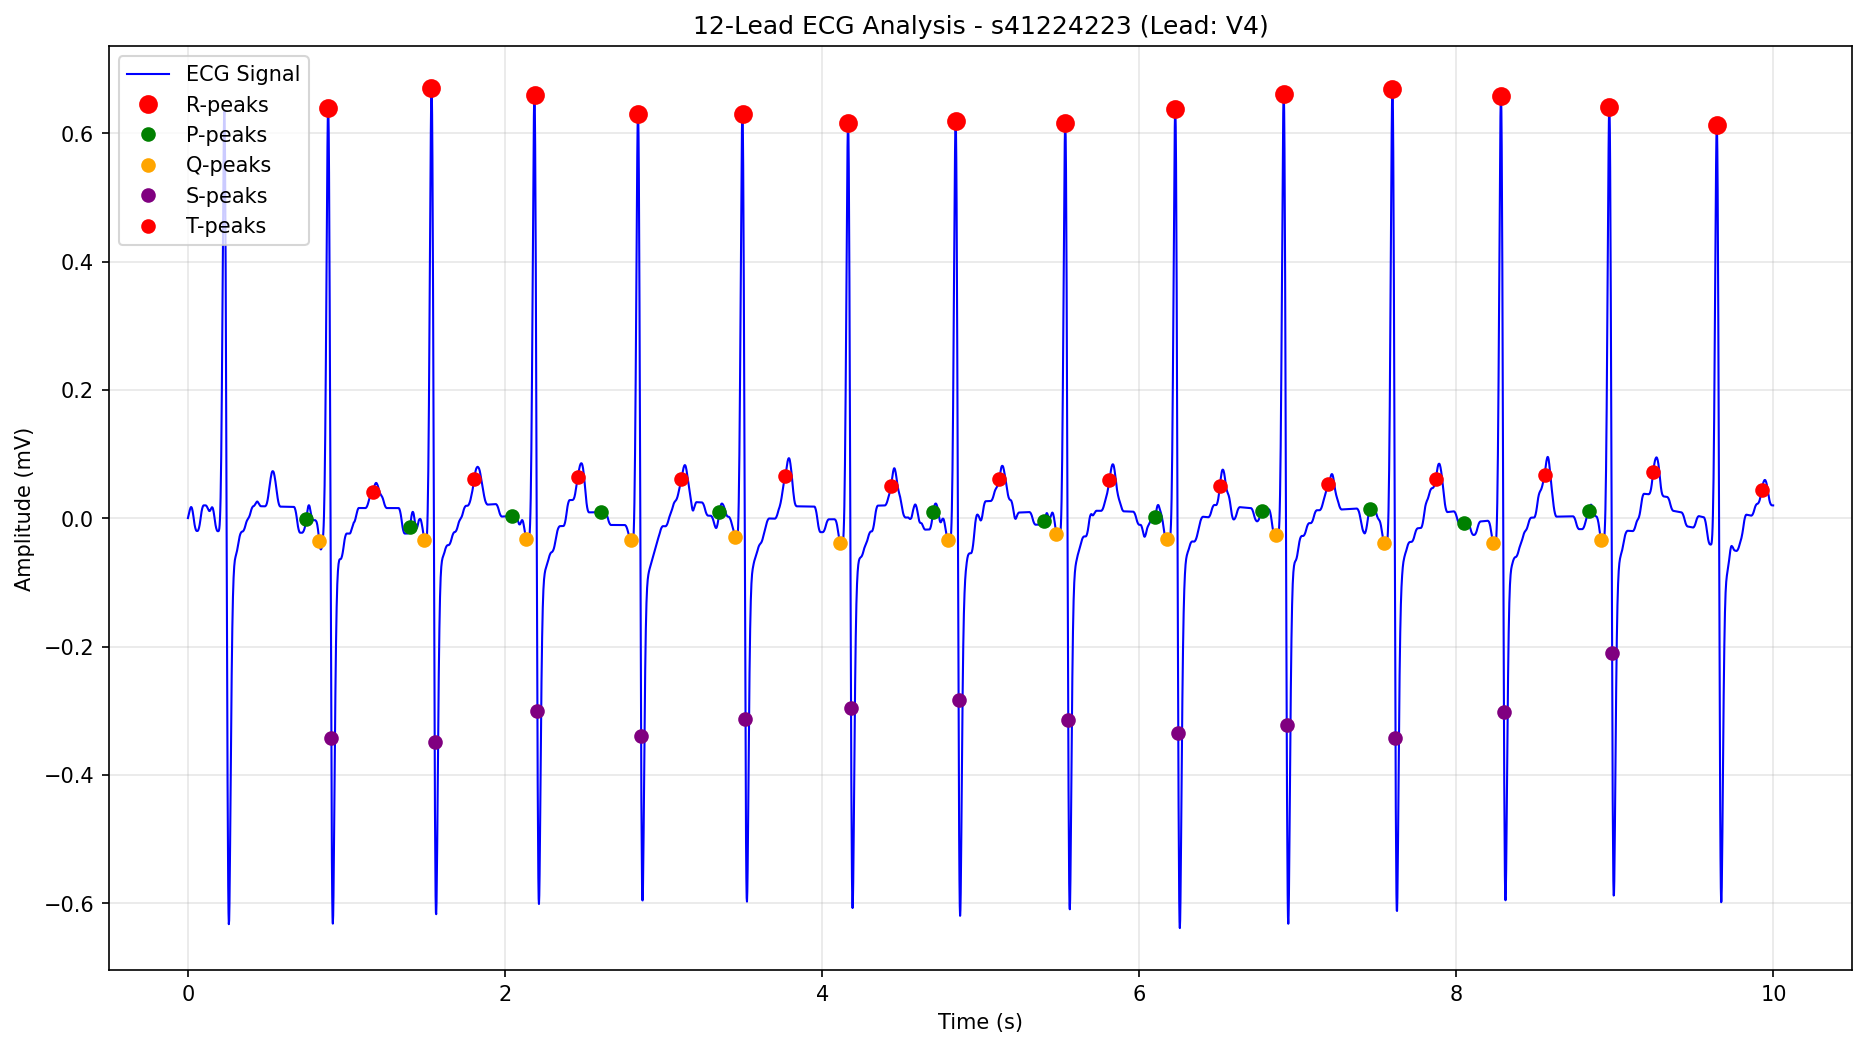 12-Lead ECG Analysis - s41224223 (Lead: V4)
ECG Signal
R-peaks
P-peaks
Q-peaks
S-peaks
T-peaks
0.6
0.4
0.2
0.0
−0.2
−0.4
−0.6
Amplitude (mV)
0 2 4 6 8 10
Time (s)